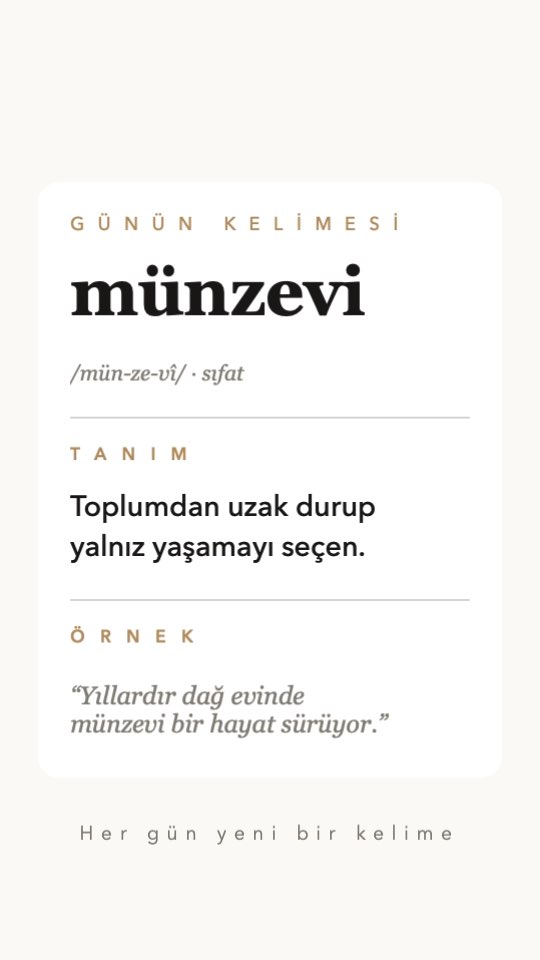 GÜNÜN KELİMESİ
münzevi
/mün-ze-vî/ · sıfat
TANIM
Toplumdan uzak durup
yalnız yaşamayı seçen.
ÖRNEK
“Yıllardır dağ evinde
münzevi bir hayat sürüyor.”
Her gün yeni bir kelime